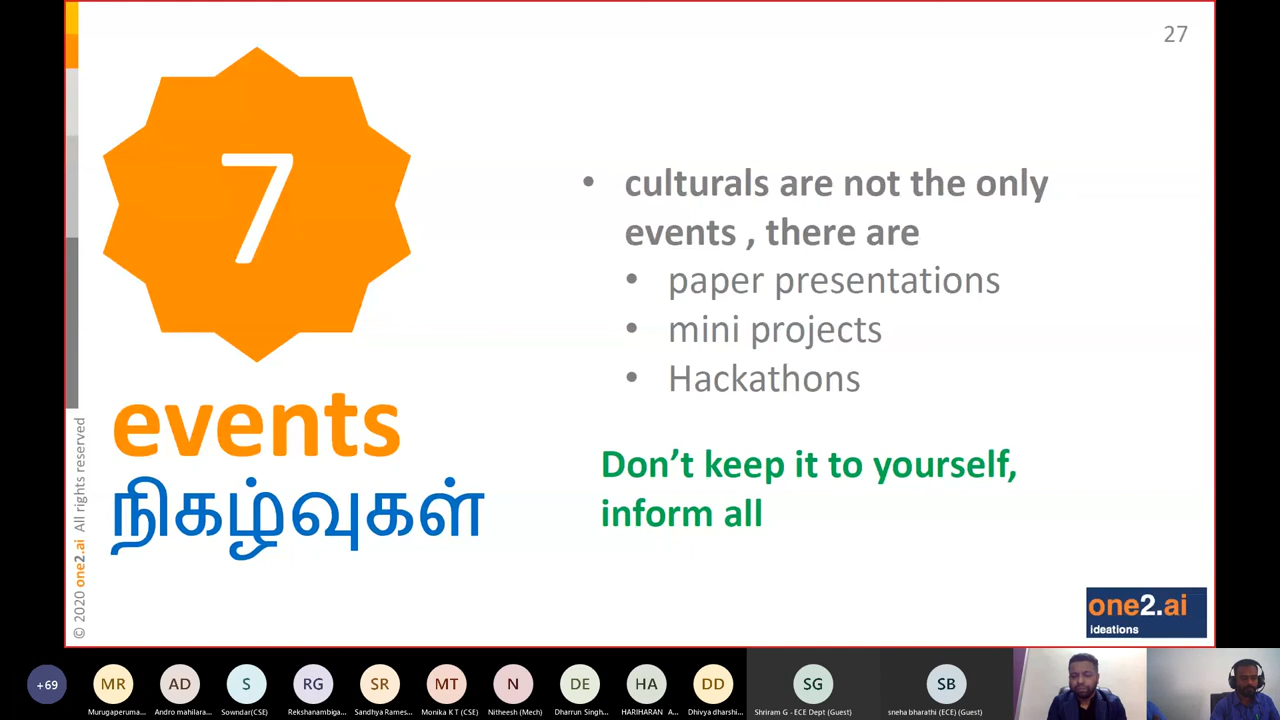 27
7
events
நிகழ்வுகள்
• culturals are not the only
events , there are
• paper presentations
• mini projects
• Hackathons
Don’t keep it to yourself,
inform all
© 2020 one2.ai All rights reserved
one2.ai
ideations
+69
MR
AD
S
RG
SR
MT
N
DE
HA
DD
SG
SB
Murugaperuma...
Andro mahilara...
Sowndar(CSE)
Rekshanambiga...
Sandhya Rames...
Monika K T (CSE)
Nitheesh (Mech)
Dharrun Singh...
HARIHARAN A...
Dhivya dharshi...
Shriram G - ECE Dept (Guest)
sneha bharathi (ECE) (Guest)